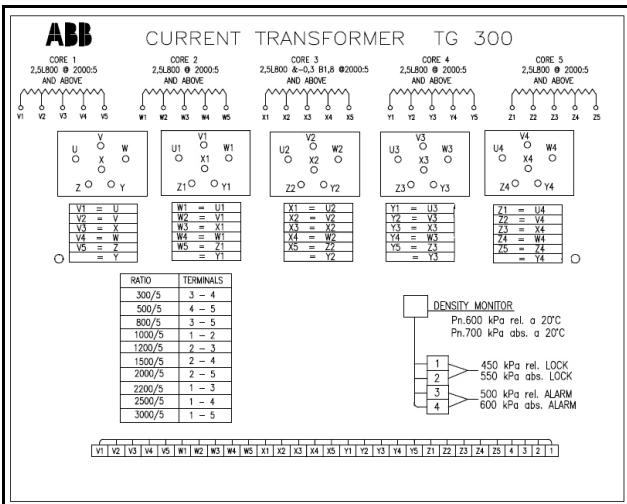 ABB CURRENT TRANSFORMER TG 300
CORE 1
2,5L800 @ 2000:5
AND ABOVE
CORE 2
2,5L800 @ 2000:5
AND ABOVE
CORE 3
2,5L800 &-0,3 B1,8 @2000:5
AND ABOVE
CORE 4
2,5L800 @ 2000:5
AND ABOVE
CORE 5
2,5L800 @ 2000:5
AND ABOVE
V1 V2 V3 V4 V5
W1 W2 W3 W4 W5
X1 X2 X3 X4 X5
Y1 Y2 Y3 Y4 Y5
Z1 Z2 Z3 Z4 Z5
V
U W
X
Z Y
V1
U1 W1
X1
Z1 Y1
V2
U2 W2
X2
Z2 Y2
V3
U3 W3
X3
Z3 Y3
V4
U4 W4
X4
Z4 Y4
V1 = U
V2 = V
V3 = X
V4 = W
V5 = Z
= Y
W1 = U1
W2 = V1
W3 = X1
W4 = W1
W5 = Z1
= Y1
X1 = U2
X2 = V2
X3 = X2
X4 = W2
X5 = Z2
= Y2
Y1 = U3
Y2 = V3
Y3 = X3
Y4 = W3
Y5 = Z3
= Y3
Z1 = U4
Z2 = V4
Z3 = X4
Z4 = W4
Z5 = Z4
= Y4
RATIO TERMINALS
300/5 3 - 4
500/5 4 - 5
800/5 3 - 5
1000/5 1 - 2
1200/5 2 - 3
1500/5 2 - 4
2000/5 2 - 5
2200/5 1 - 3
2500/5 1 - 4
3000/5 1 - 5
DENSITY MONITOR
Pn.600 kPa rel. a 20°C
Pn.700 kPa abs. a 20°C
1
2
3
4
450 kPa rel. LOCK
550 kPa abs. LOCK
500 kPa rel. ALARM
600 kPa abs. ALARM
V1 V2 V3 V4 V5 W1 W2 W3 W4 W5 X1 X2 X3 X4 X5 Y1 Y2 Y3 Y4 Y5 Z1 Z2 Z3 Z4 Z5 4 3 2 1